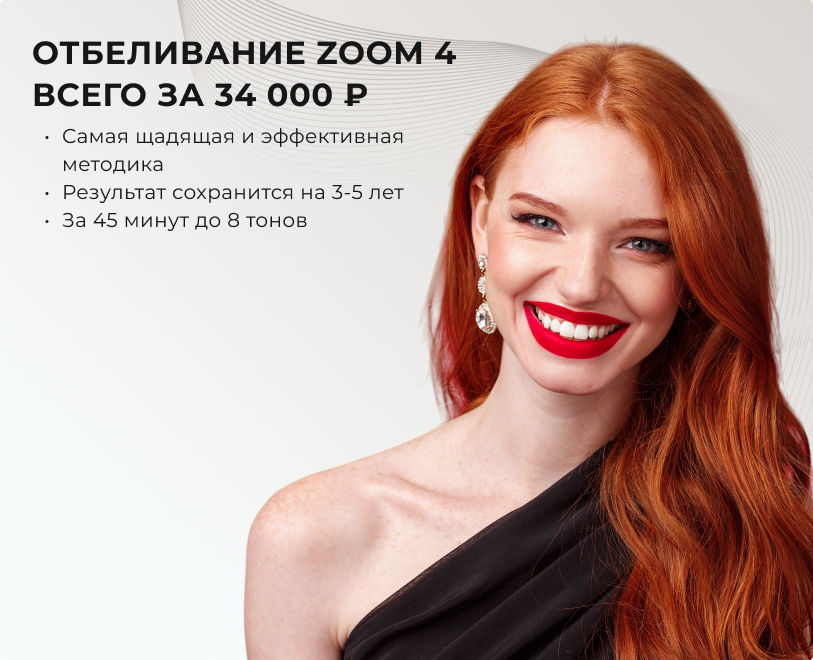 ОТБЕЛИВАНИЕ ZOOM 4
ВСЕГО ЗА 34 000 ₽
• Самая щадящая и эффективная
методика
• Результат сохранится на 3-5 лет
• За 45 минут до 8 тонов